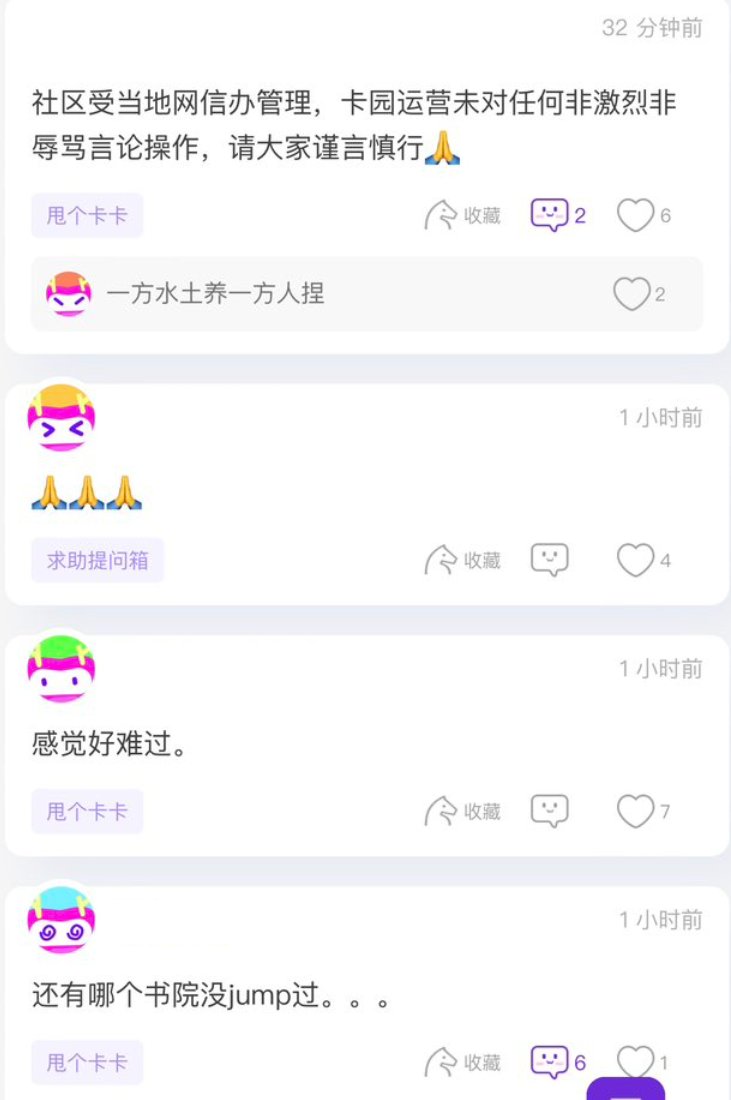 32 分钟前
社区受当地网信办管理，卡园运营未对任何非激烈非
辱骂言论操作，请大家谨言慎行🙏
甩个卡卡 收藏 2 6
一方水土养一方人捏 2
1 小时前
🙏🙏🙏
求助提问箱 收藏 4
1 小时前
感觉好难过。
甩个卡卡 收藏 7
1 小时前
还有哪个书院没jump过。。。
甩个卡卡 收藏 6 1